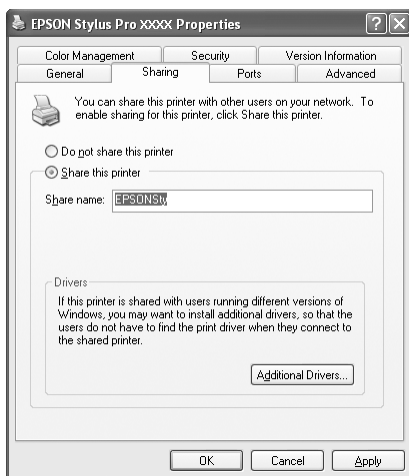 EPSON Stylus Pro XXXX Properties
Color Management Security Version Information
General Sharing Ports Advanced
You can share this printer with other users on your network. To
enable sharing for this printer, click Share this printer.
Do not share this printer
Share this printer
Share name: EPSONSty
Drivers
If this printer is shared with users running different versions of
Windows, you may want to install additional drivers, so that the
users do not have to find the print driver when they connect to
the shared printer.
Additional Drivers...
OK Cancel Apply